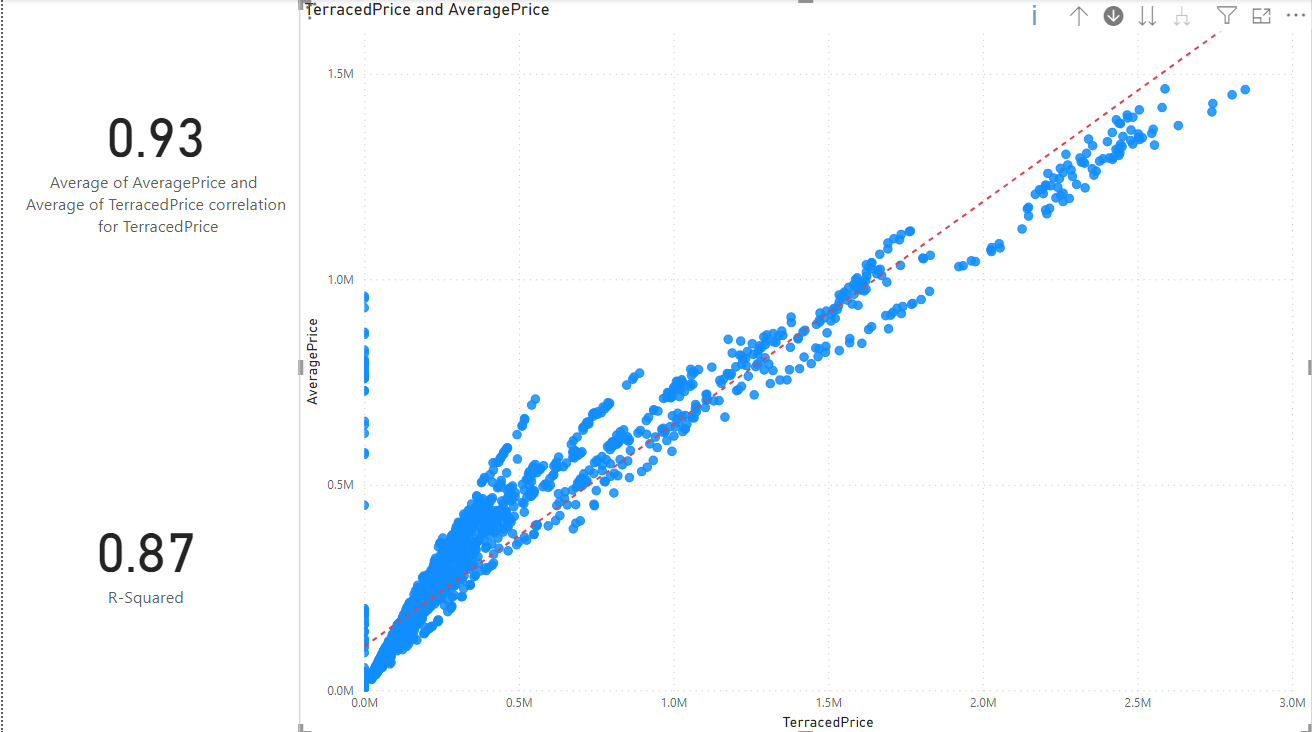 TerracedPrice and AveragePrice
0.93
Average of AveragePrice and
Average of TerracedPrice correlation
for TerracedPrice
0.87
R-Squared
1.5M
1.0M
0.5M
0.0M
AveragePrice
0.0M 0.5M 1.0M 1.5M 2.0M 2.5M 3.0M
TerracedPrice